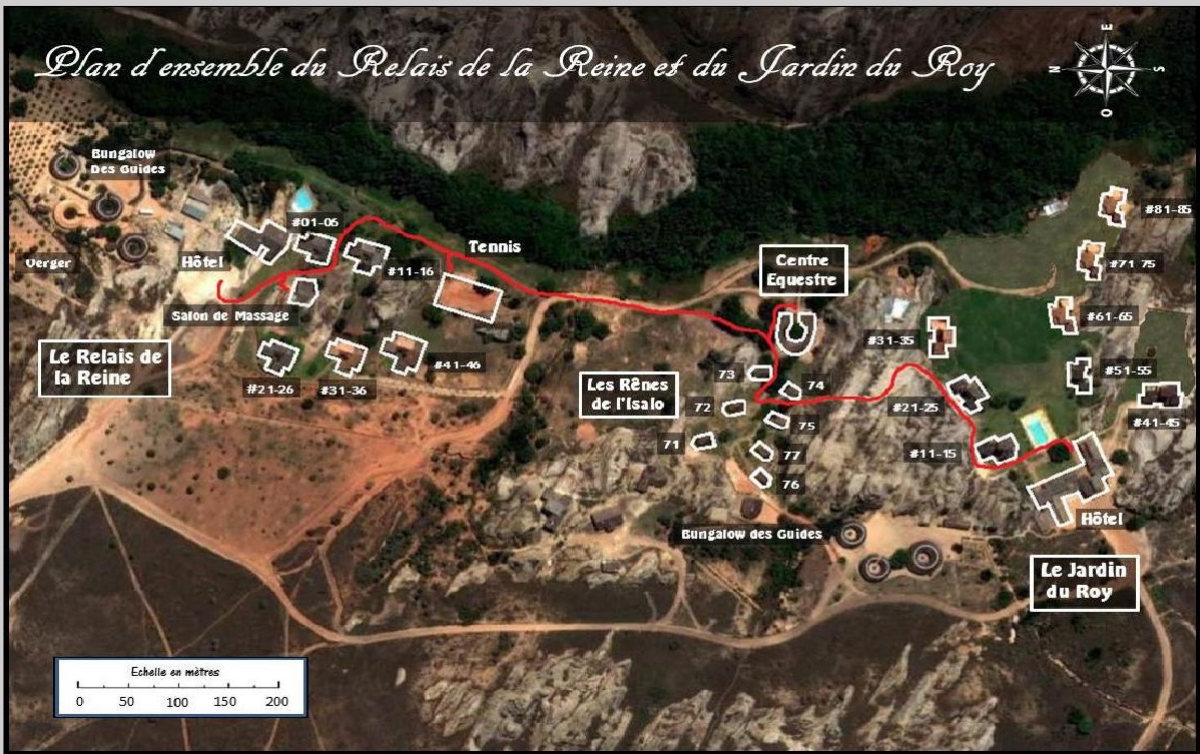 Plan d'ensemble du Relais de la Reine et du Jardin du Roy
E
N
S
O
Bungalow
Des Guides
Verger
Hôtel
#01-06
#11-16
Tennis
Salon de Massage
Le Relais de
la Reine
#21-26
#31-36
#41-46
Centre
Equestre
Les Rênes
de l'Isalo
73
72
71
74
75
77
76
#31-35
#21-25
#11-15
#81-85
#71-75
#61-65
#51-55
#41-45
Hôtel
Bungalow des Guides
Le Jardin
du Roy
Echelle en mètres
0 50 100 150 200